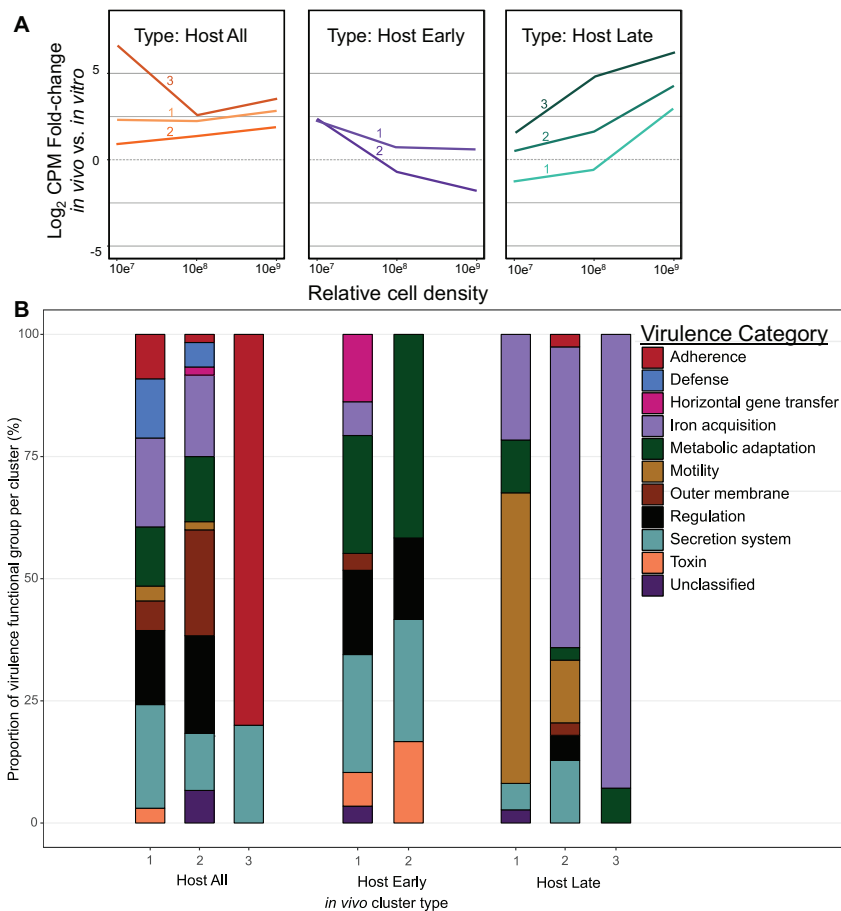 A
Type: Host All
Type: Host Early
Type: Host Late
Log2 CPM Fold-change
in vivo vs. in vitro
5
0
-5
3
1
2
1
2
3
2
1
10e7
10e8
10e9
10e7
10e8
10e9
10e7
10e8
10e9
Relative cell density
B
Proportion of virulence functional group per cluster (%)
100
75
50
25
0
Virulence Category
Adherence
Defense
Horizontal gene transfer
Iron acquisition
Metabolic adaptation
Motility
Outer membrane
Regulation
Secretion system
Toxin
Unclassified
1 2 3 1 2 1 2 3
Host All Host Early Host Late
in vivo cluster type